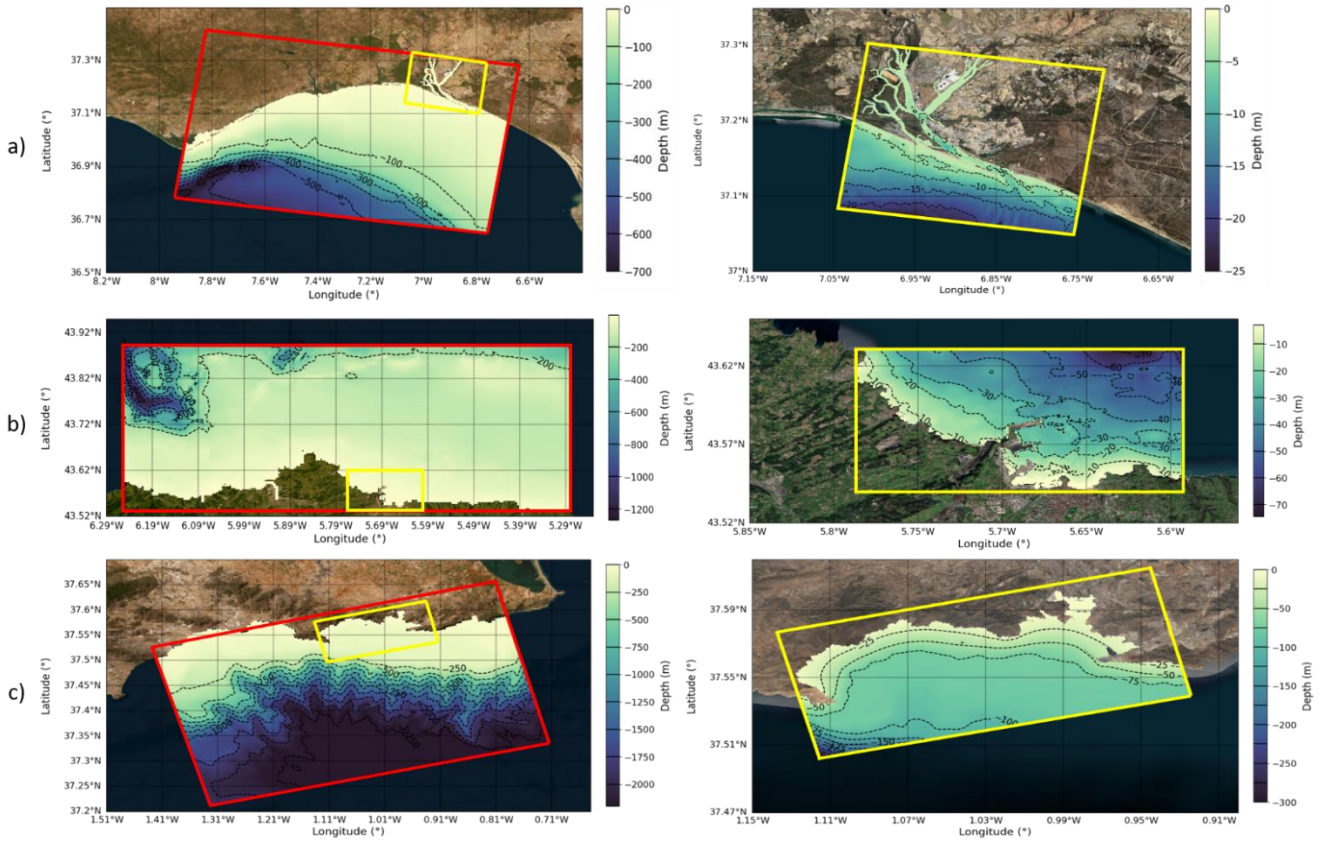 a)
37.3°N
37.1°N
36.9°N
36.7°N
36.5°N
Latitude (°)
8.2°W 8°W 7.8°W 7.6°W 7.4°W 7.2°W 7°W 6.8°W 6.6°W
Longitude (°)
−100
−300
−400
−600
−500
−200
0
−100
−200
−300
−400
−500
−600
−700
Depth (m)
37.3°N
37.2°N
37.1°N
37°N
Latitude (°)
7.15°W 7.05°W 6.95°W 6.85°W 6.75°W 6.65°W
Longitude (°)
−5
−5
−10
−15
−20
0
−5
−10
−15
−20
−25
Depth (m)
b)
43.92°N
43.82°N
43.72°N
43.62°N
43.52°N
Latitude (°)
6.29°W 6.19°W 6.09°W 5.99°W 5.89°W 5.79°W 5.69°W 5.59°W 5.49°W 5.39°W 5.29°W
Longitude (°)
−200
−200
−400
−600
−800
−1000
−1200
Depth (m)
43.62°N
43.57°N
43.52°N
Latitude (°)
5.85°W 5.8°W 5.75°W 5.7°W 5.65°W 5.6°W
Longitude (°)
−60
−50
−30
−40
−30
−20
−10
−10
−20
−30
−40
−50
−60
−70
Depth (m)
c)
37.65°N
37.6°N
37.55°N
37.5°N
37.45°N
37.4°N
37.35°N
37.3°N
37.25°N
37.2°N
Latitude (°)
1.51°W 1.41°W 1.31°W 1.21°W 1.11°W 1.01°W 0.91°W 0.81°W 0.71°W
Longitude (°)
−250
0
−250
−500
−750
−1000
−1250
−1500
−1750
−2000
Depth (m)
37.59°N
37.55°N
37.51°N
37.47°N
Latitude (°)
1.15°W 1.11°W 1.07°W 1.03°W 0.99°W 0.95°W 0.91°W
Longitude (°)
−25
−25
−50
−75
−50
−100
−150
0
−50
−100
−150
−200
−250
−300
Depth (m)